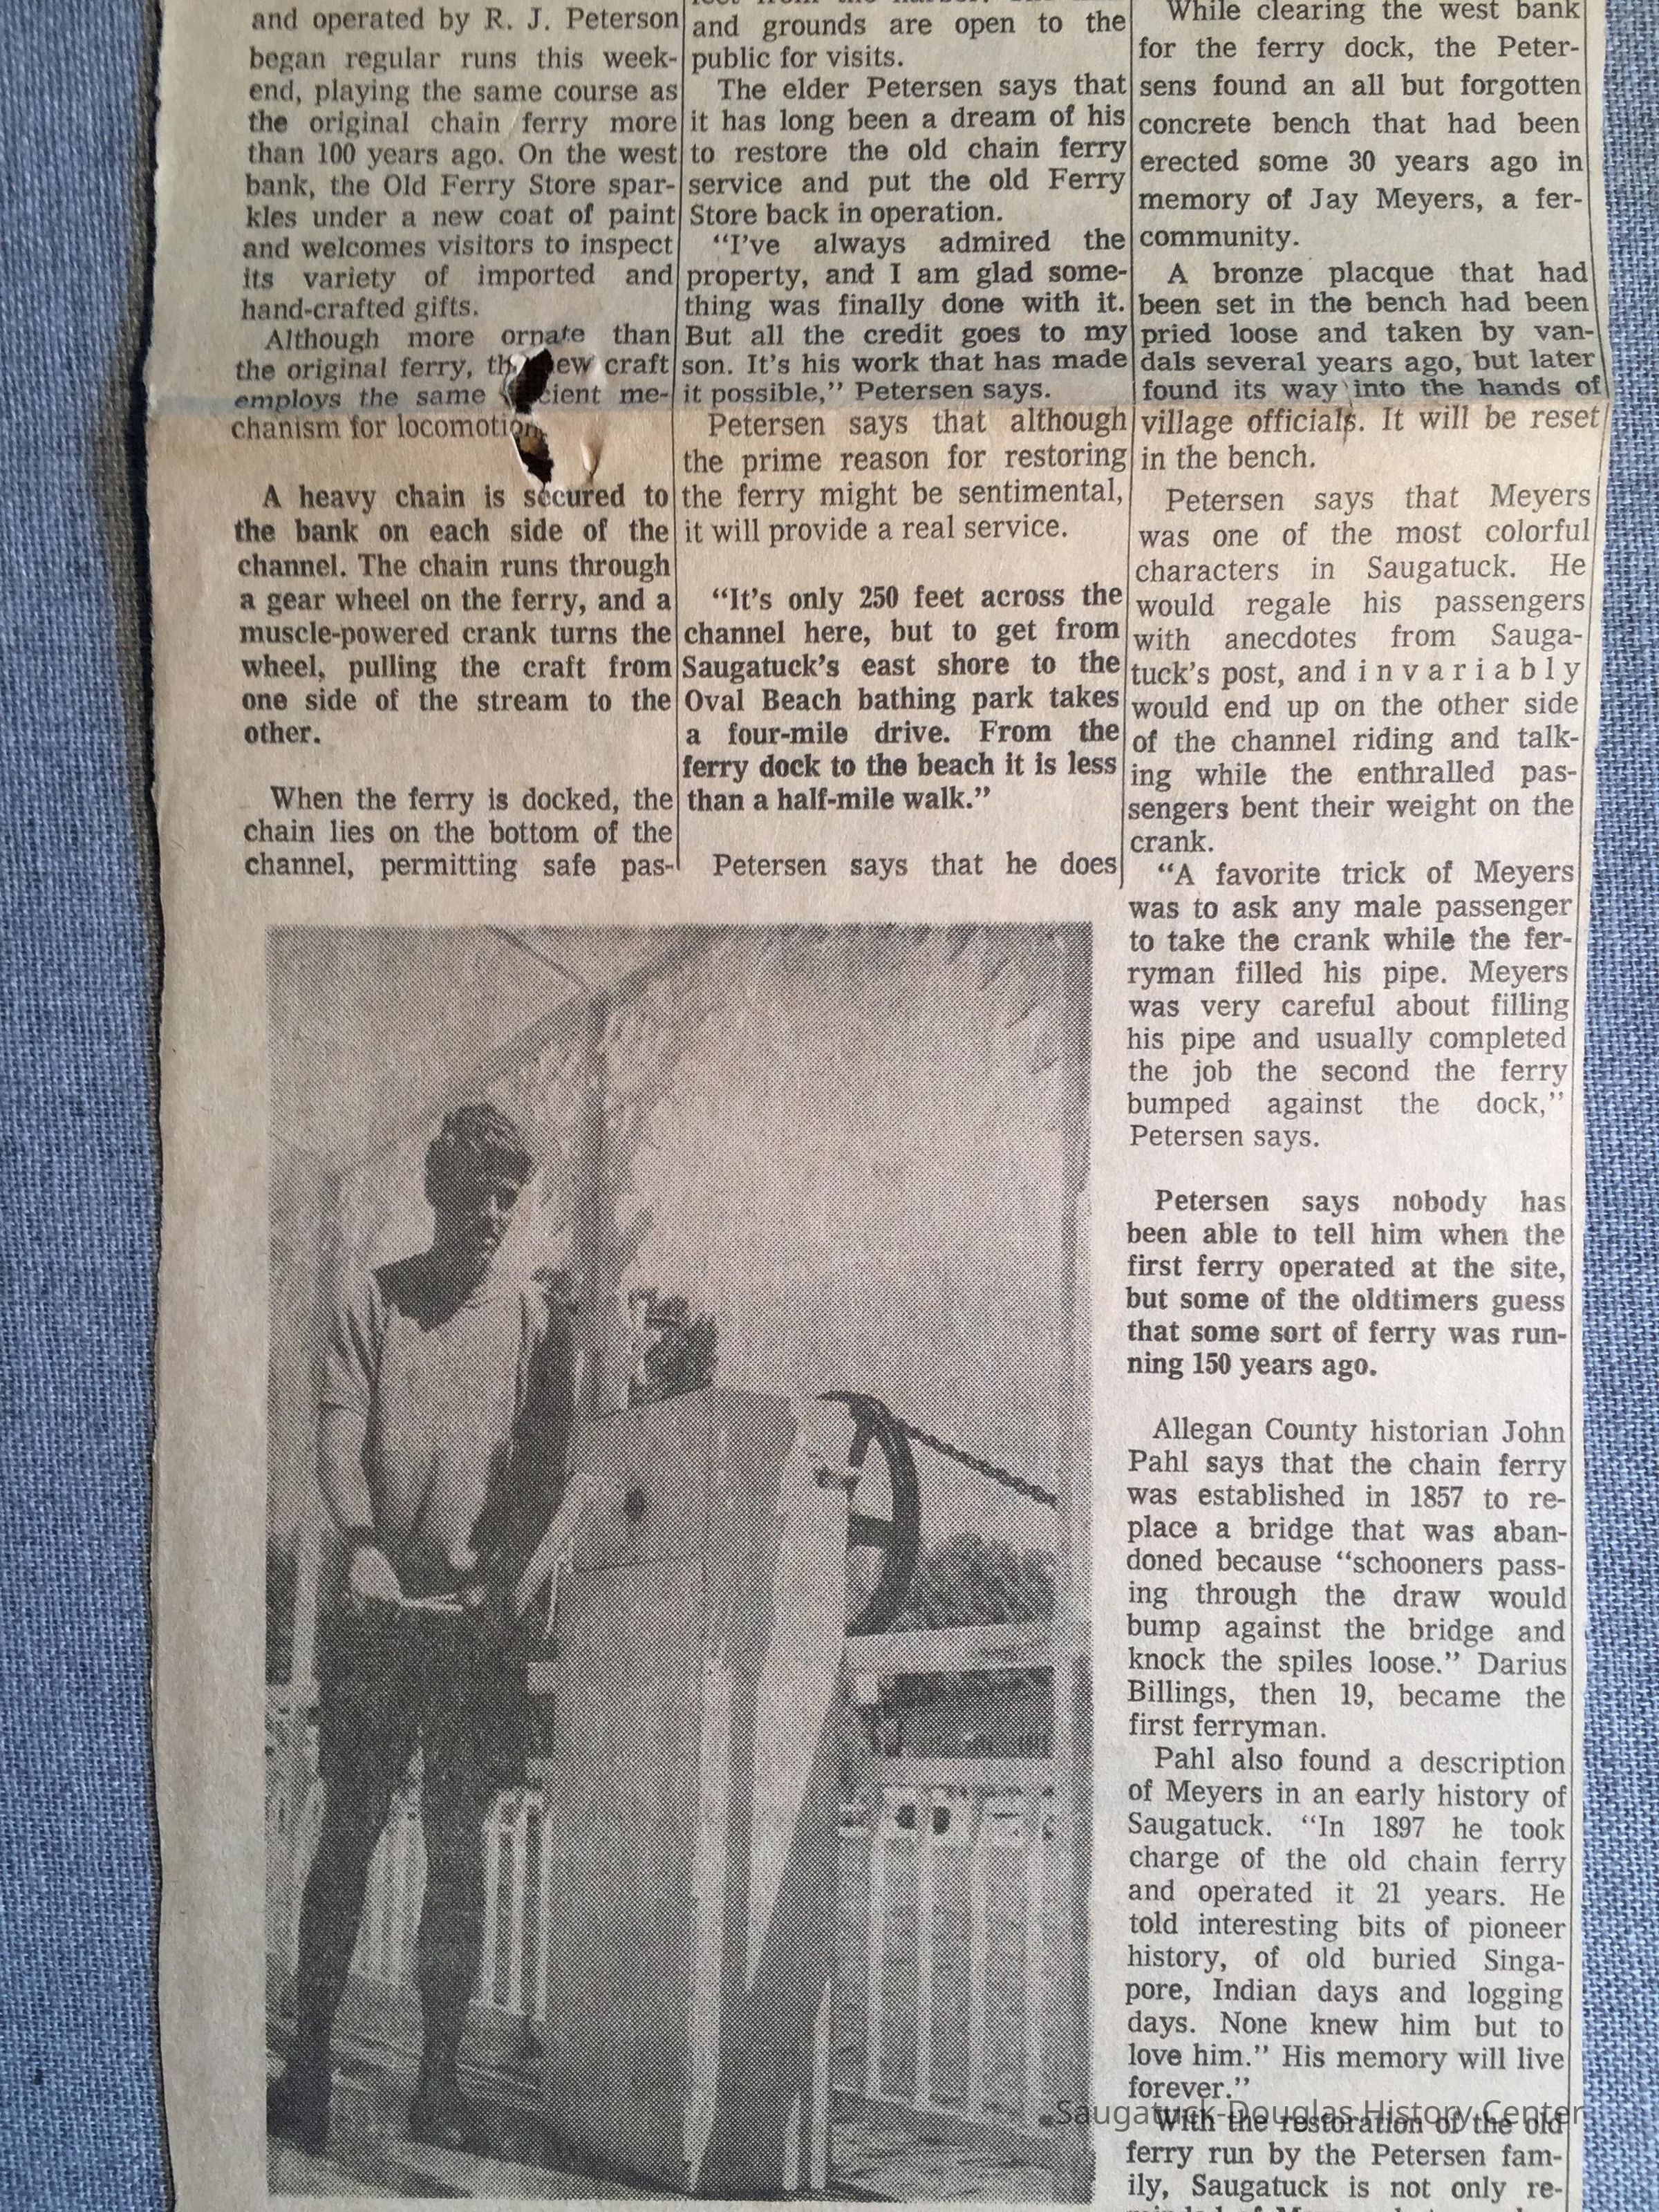 and operated by R. J. Peterson
began regular runs this week-
end, playing the same course as
the original chain ferry more
than 100 years ago. On the west
bank, the Old Ferry Store spar-
kles under a new coat of paint
and welcomes visitors to inspect
its variety of imported and
hand-crafted gifts.
Although more ornate than
the original ferry, ew craft
employs the same cient me-
chanism for locomotion
A heavy chain is secured to
the bank on each side of the
channel. The chain runs through
a gear wheel on the ferry, and a
muscle-powered crank turns the
wheel, pulling the craft from
one side of the stream to the
other.
When the ferry is docked, the
chain lies on the bottom of the
channel, permitting safe pas-
and grounds are open to the
public for visits.
The elder Petersen says that
it has long been a dream of his
to restore the old chain ferry
service and put the old Ferry
Store back in operation.
"I've always admired the
property, and I am glad some-
thing was finally done with it.
But all the credit goes to my
son. It's his work that has made
it possible," Petersen says.
Petersen says that although
the prime reason for restoring
the ferry might be sentimental,
it will provide a real service.
"It's only 250 feet across the
channel here, but to get from
Saugatuck's east shore to the
Oval Beach bathing park takes
a four-mile drive. From the
ferry dock to the beach it is less
than a half-mile walk."
Petersen says that he does
While clearing the west bank
for the ferry dock, the Peter-
sens found an all but forgotten
concrete bench that had been
erected some 30 years ago in
memory of Jay Meyers, a fer-
community.
A bronze placque that had
been set in the bench had been
pried loose and taken by van-
dals several years ago, but later
found its way into the hands of
village officials. It will be reset
in the bench.
Petersen says that Meyers
was one of the most colorful
characters in Saugatuck. He
would regale his passengers
with anecdotes from Sauga-
tuck's post, and invariably
would end up on the other side
of the channel riding and talk-
ing while the enthralled pas-
sengers bent their weight on the
crank.
"A favorite trick of Meyers
was to ask any male passenger
to take the crank while the fer-
ryman filled his pipe. Meyers
was very careful about filling
his pipe and usually completed
the job the second the ferry
bumped against the dock,"
Petersen says.
Petersen says nobody has
been able to tell him when the
first ferry operated at the site,
but some of the oldtimers guess
that some sort of ferry was run-
ning 150 years ago.
Allegan County historian John
Pahl says that the chain ferry
was established in 1857 to re-
place a bridge that was aban-
doned because "schooners pass-
ing through the draw would
bump against the bridge and
knock the spiles loose." Darius
Billings, then 19, became the
first ferryman.
Pahl also found a description
of Meyers in an early history of
Saugatuck. "In 1897 he took
charge of the old chain ferry
and operated it 21 years. He
told interesting bits of pioneer
history, of old buried Singa-
pore, Indian days and logging
days. None knew him but to
love him." His memory will live
forever."
With the restoration of the old
ferry run by the Petersen fam-
ily, Saugatuck is not only re-
Saugatuck-Douglas History Center